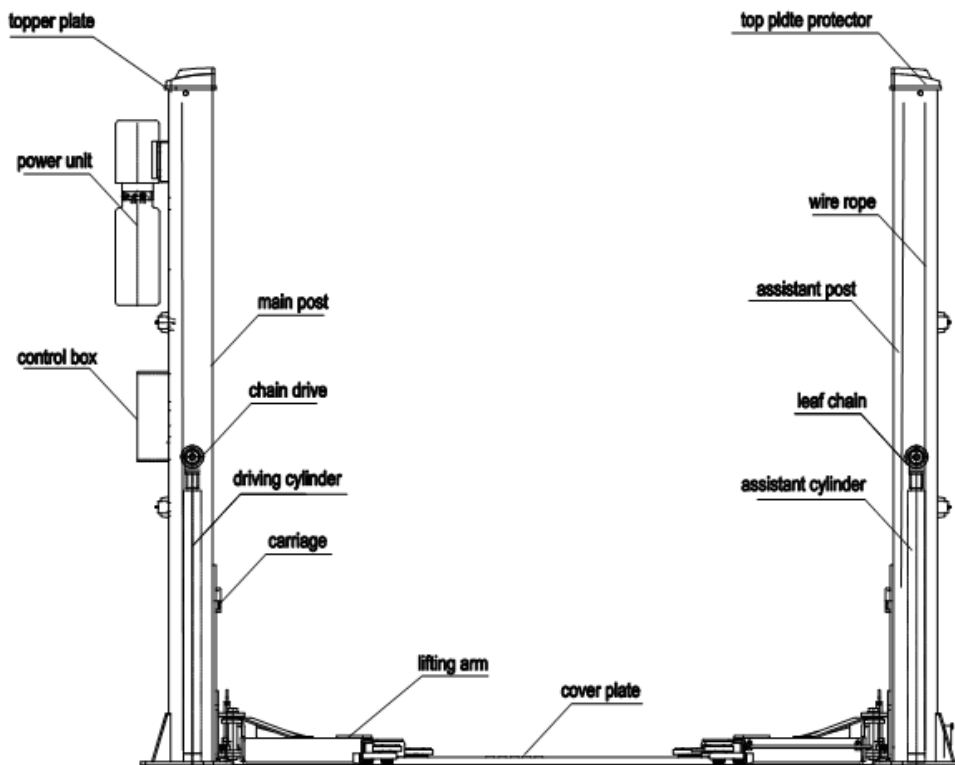 topper plate
top pldte protector
power unit
wire rope
assistant post
main post
control box
chain drive
leaf chain
driving cylinder
assistant cylinder
carriage
lifting arm
cover plate